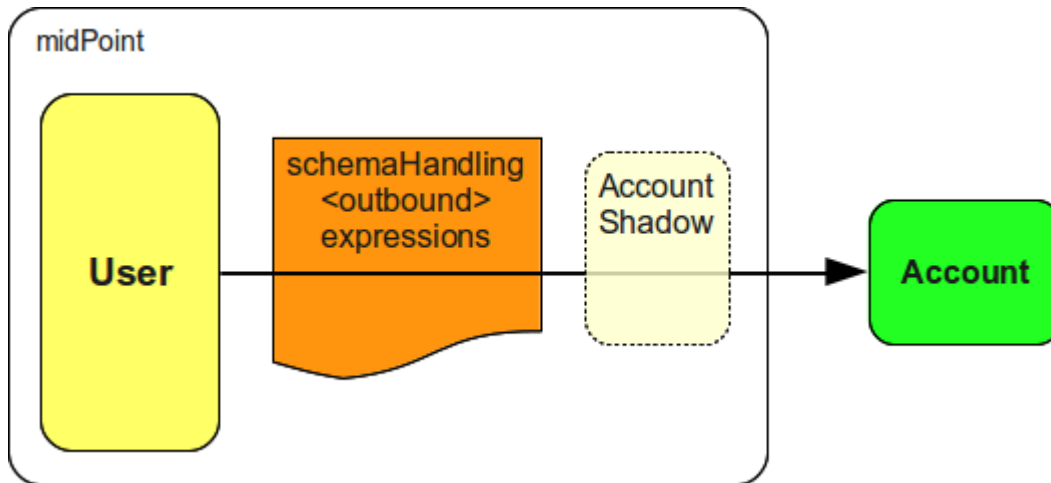 midPoint
User
schemaHandling
<outbound>
expressions
Account
Shadow
Account